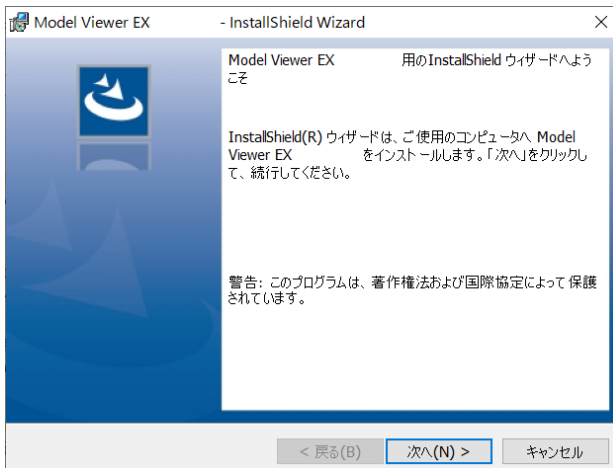 Model Viewer EX - InstallShield Wizard
Model Viewer EX 用のInstallShield ウィザードへよう
こそ
InstallShield(R) ウィザードは、ご使用のコンピュータへ Model
Viewer EX をインストールします。「次へ」をクリックし
て、続行してください。
警告: このプログラムは、著作権法および国際協定によって保護
されています。
< 戻る(B) 次へ(N) > キャンセル